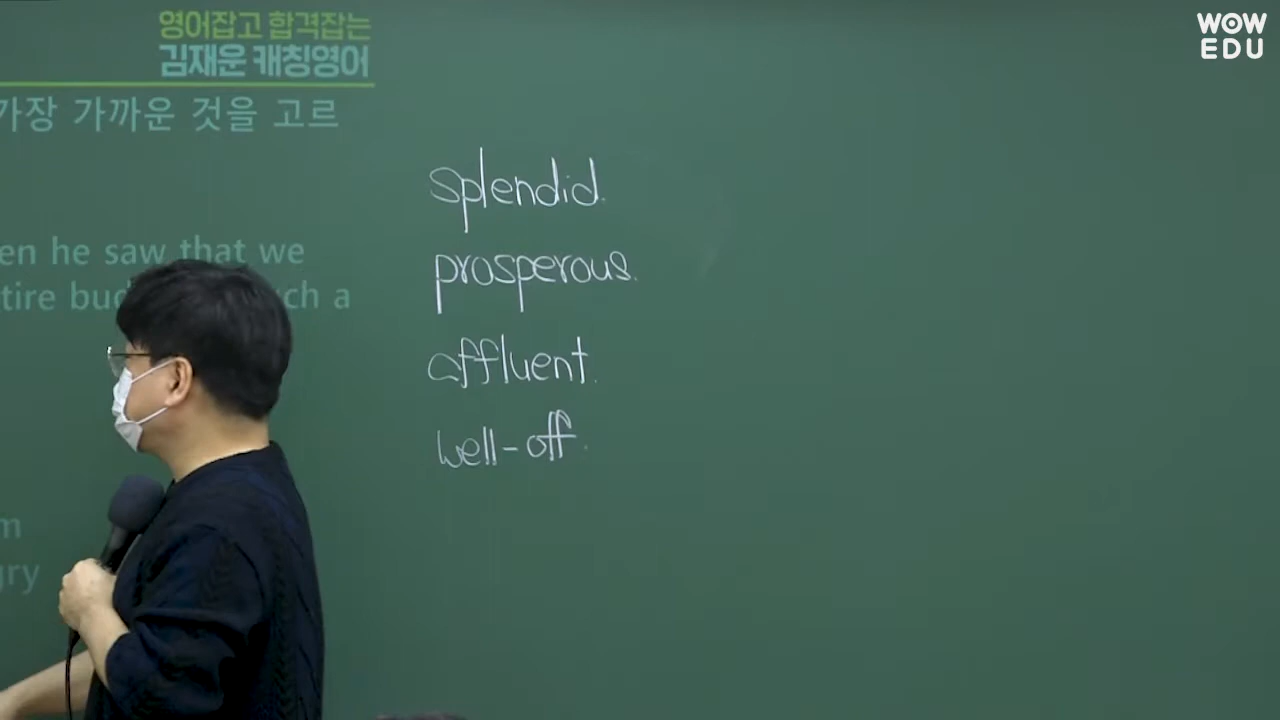 영어잡고 합격잡는
김재운 캐칭영어
WOW
EDU
가장 가까운 것을 고르
splendid.
prosperous.
en he saw that we
tire bud ch a
affluent.
well-off.
m
gry